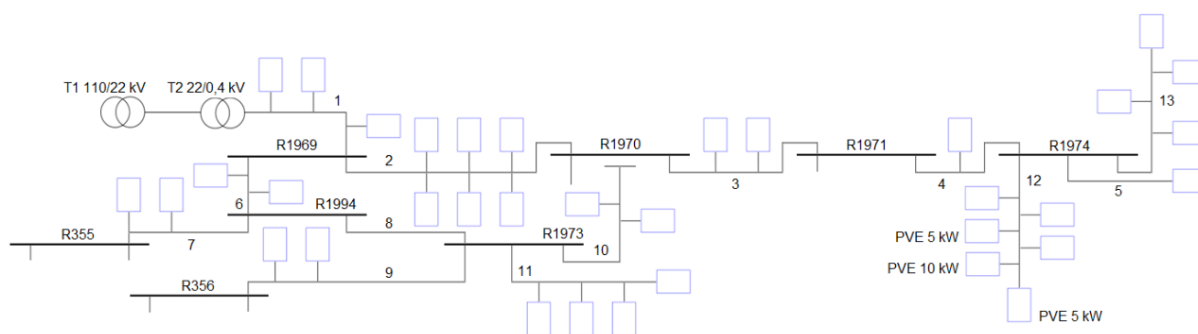 T1 110/22 kV
T2 22/0,4 kV
1
R1969
2
R1970
3
R1971
4
R1974
13
12
5
6
R1994
7
R355
8
R1973
9
R356
10
11
PVE 5 kW
PVE 10 kW
PVE 5 kW